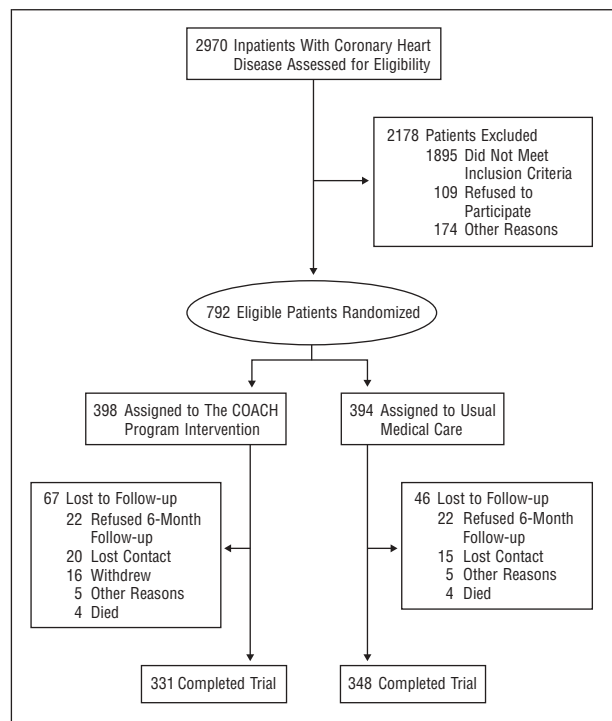 2970 Inpatients With Coronary Heart
Disease Assessed for Eligibility
2178 Patients Excluded
1895 Did Not Meet
Inclusion Criteria
109 Refused to
Participate
174 Other Reasons
792 Eligible Patients Randomized
398 Assigned to The COACH
Program Intervention
394 Assigned to Usual
Medical Care
67 Lost to Follow-up
22 Refused 6-Month
Follow-up
20 Lost Contact
16 Withdrew
5 Other Reasons
4 Died
46 Lost to Follow-up
22 Refused 6-Month
Follow-up
15 Lost Contact
5 Other Reasons
4 Died
331 Completed Trial
348 Completed Trial